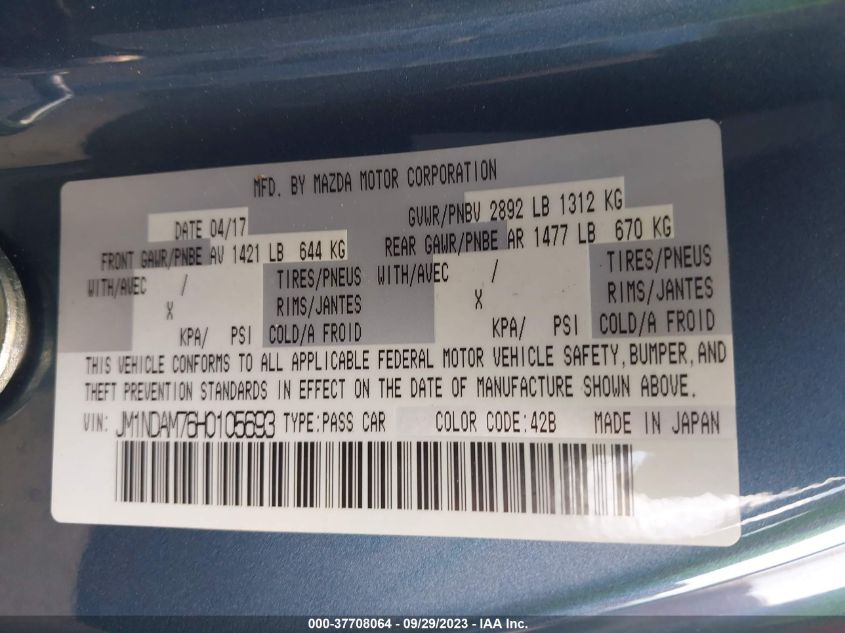 MFD. BY MAZDA MOTOR CORPORATION
DATE 04/17 GVWR/PNBV 2892 LB 1312 KG
FRONT GAWR/PNBE AV 1421 LB 644 KG REAR GAWR/PNBE AR 1477 LB 670 KG
WITH/AVEC / TIRES/PNEUS WITH/AVEC / TIRES/PNEUS
X RIMS/JANTES X RIMS/JANTES
KPA/ PSI COLD/A FROID KPA/ PSI COLD/A FROID
THIS VEHICLE CONFORMS TO ALL APPLICABLE FEDERAL MOTOR VEHICLE SAFETY, BUMPER, AND
THEFT PREVENTION STANDARDS IN EFFECT ON THE DATE OF MANUFACTURE SHOWN ABOVE.
VIN: JM1NDAM76H0105693 TYPE: PASS CAR COLOR CODE: 42B MADE IN JAPAN
000-37708064 - 09/29/2023 - IAA Inc.